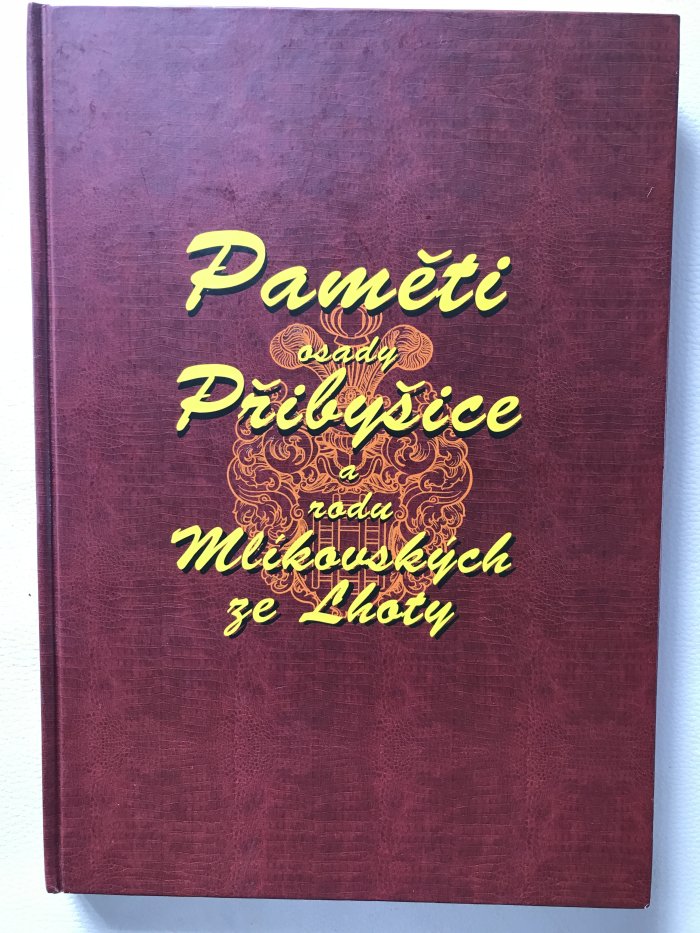 Paměti
osady
Přibyšice
a
rodu
Mlíkovských
ze Lhoty